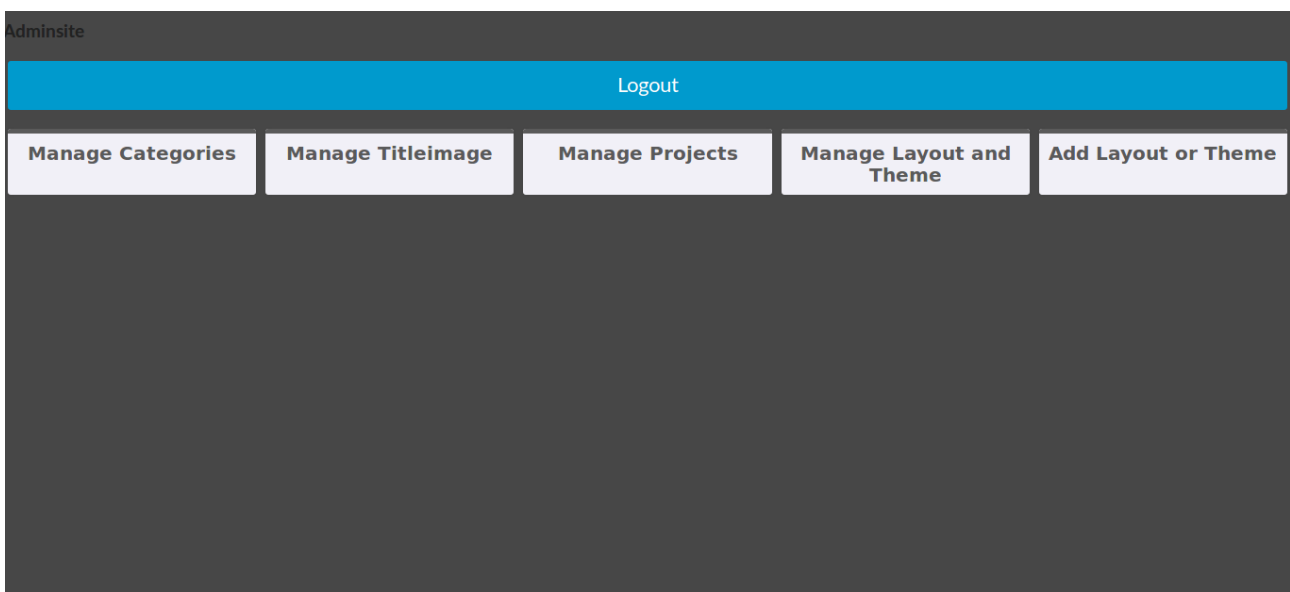 Adminsite
Logout
Manage Categories
Manage Titleimage
Manage Projects
Manage Layout and
Theme
Add Layout or Theme